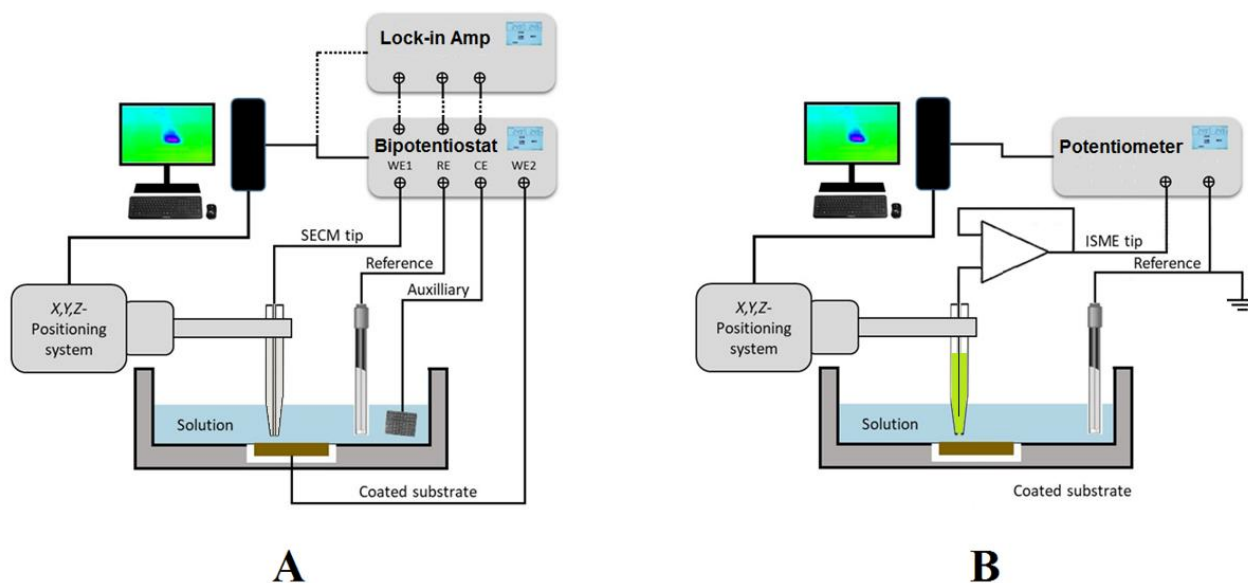 Lock-in Amp
Bipotentiostat
WE1 RE CE WE2
SECM tip
Reference
Auxilliary
X,Y,Z-
Positioning
system
Solution
Coated substrate
A
Potentiometer
ISME tip
Reference
X,Y,Z-
Positioning
system
Solution
Coated substrate
B